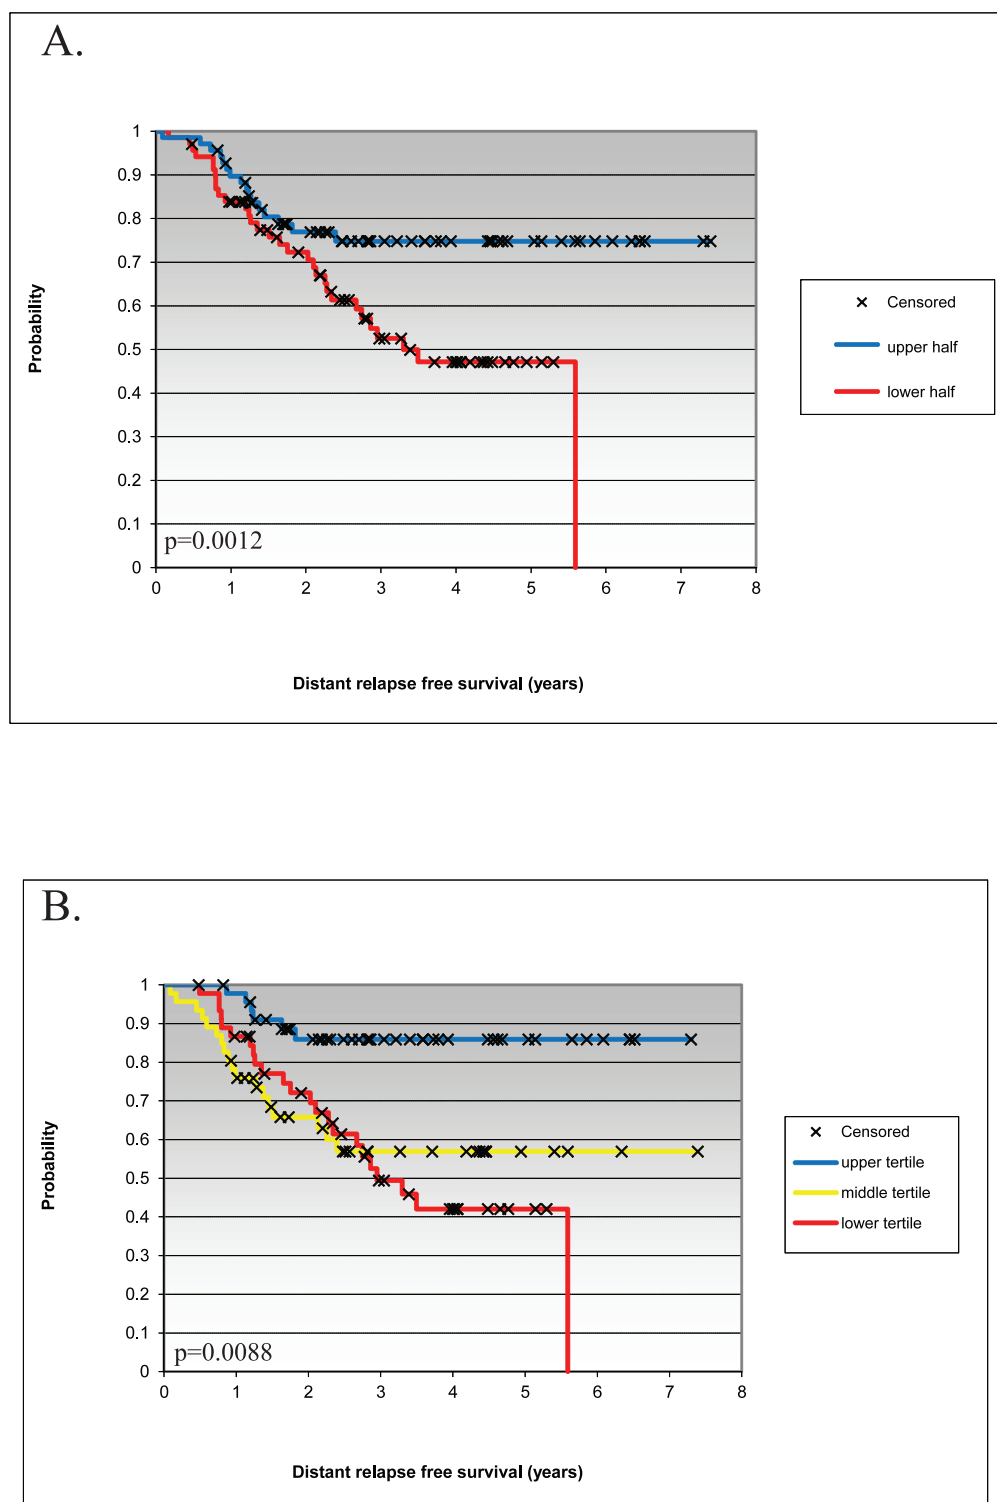 A.
1
0.9
0.8
0.7
0.6
0.5
0.4
0.3
0.2
0.1
0
Probability
p=0.0012
0 1 2 3 4 5 6 7 8
Distant relapse free survival (years)
Censored
upper half
lower half
B.
1
0.9
0.8
0.7
0.6
0.5
0.4
0.3
0.2
0.1
0
Probability
p=0.0088
0 1 2 3 4 5 6 7 8
Distant relapse free survival (years)
Censored
upper tertile
middle tertile
lower tertile